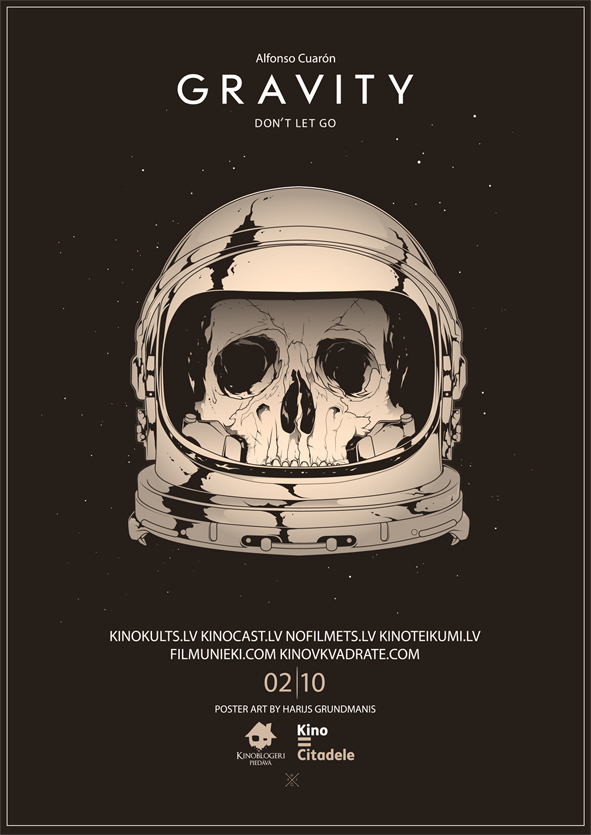 Alfonso Cuarón
GRAVITY
DON'T LET GO
KINOKULTS.LV KINOCAST.LV NOFILMETS.LV KINOTEIKUMI.LV
FILMUNIEKI.COM KINOVKVADRATE.COM
02|10
POSTER ART BY HARIJS GRUNDMANIS
KINOBLOGERI
PIEDĀVĀ
Kino
Citadele